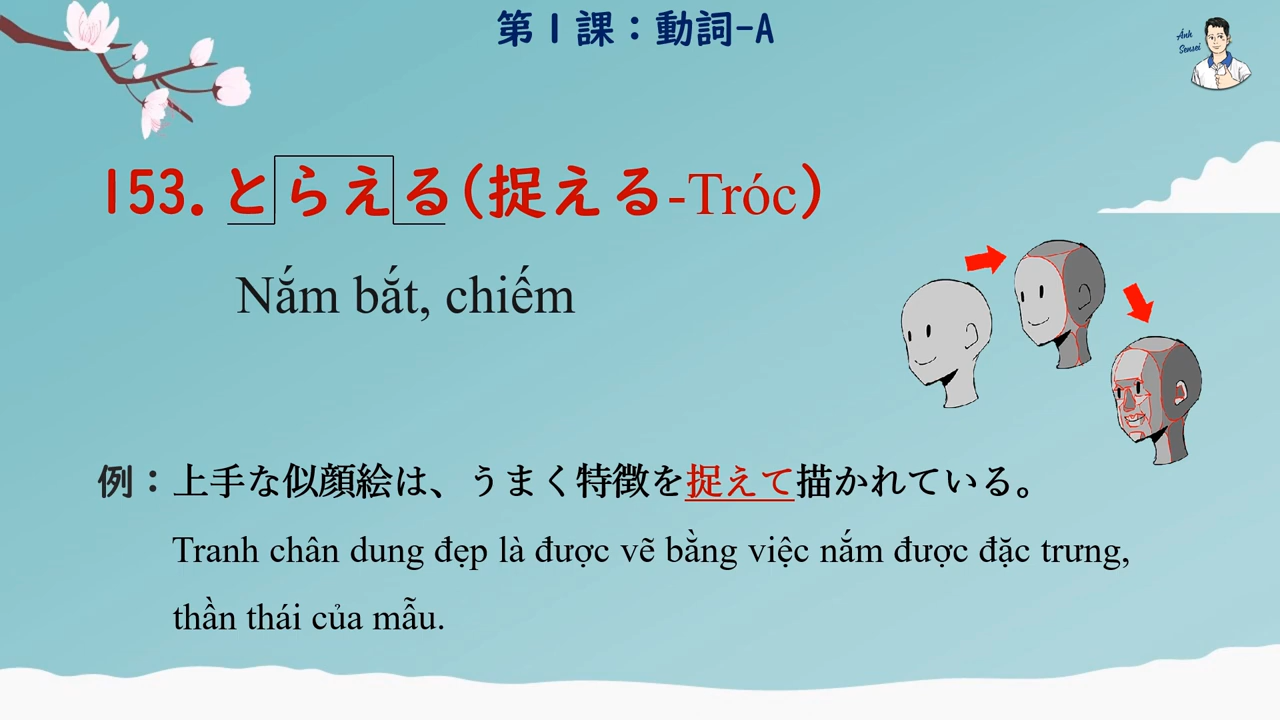 第1課：動詞-A
Anh
Sensei
153. とらえる(捉える-Tróc)
Nắm bắt, chiếm
例：上手な似顔絵は、うまく特徴を捉えて描かれている。
Tranh chân dung đẹp là được vẽ bằng việc nắm được đặc trưng,
thần thái của mẫu.